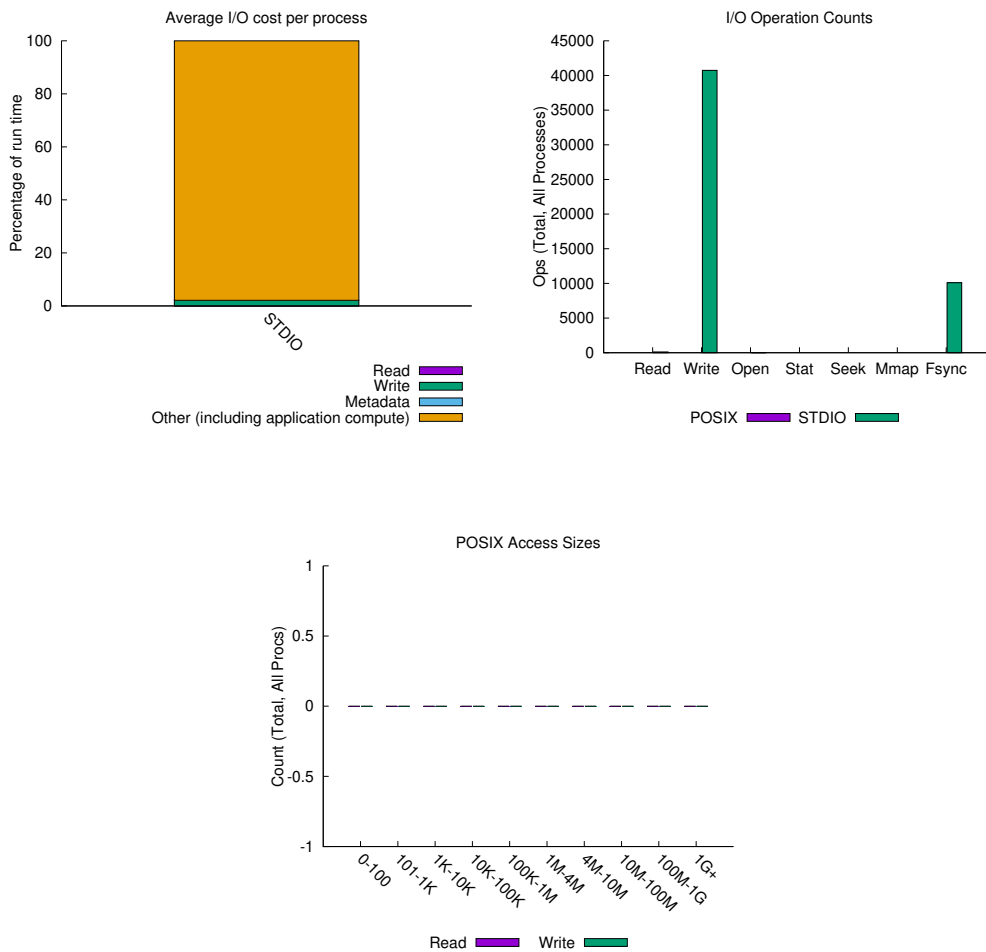 Average I/O cost per process
100
80
60
40
20
0
Percentage of run time
STDIO
Read
Write
Metadata
Other (including application compute)
I/O Operation Counts
45000
40000
35000
30000
25000
20000
15000
10000
5000
0
Ops (Total, All Processes)
Read Write Open Stat Seek Mmap Fsync
POSIX STDIO
POSIX Access Sizes
1
0.5
0
-0.5
-1
Count (Total, All Procs)
0-100
101-1K
1K-10K
10K-100K
100K-1M
1M-4M
4M-10M
10M-100M
100M-1G
1G+
Read Write